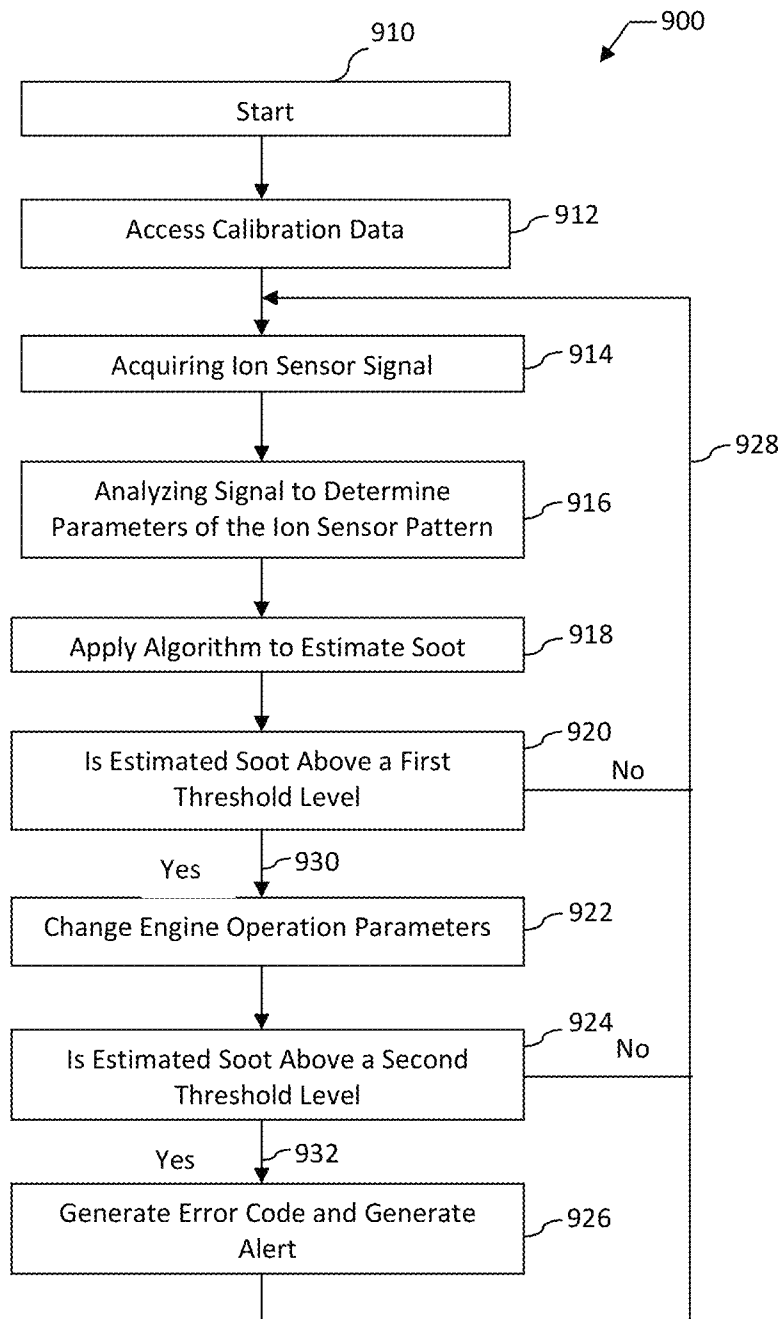 900
910
Start
Access Calibration Data
912
Acquiring Ion Sensor Signal
914
928
Analyzing Signal to Determine
Parameters of the Ion Sensor Pattern
916
Apply Algorithm to Estimate Soot
918
920
Is Estimated Soot Above a First
Threshold Level
No
Yes
930
Change Engine Operation Parameters
922
924
Is Estimated Soot Above a Second
Threshold Level
No
Yes
932
Generate Error Code and Generate
Alert
926